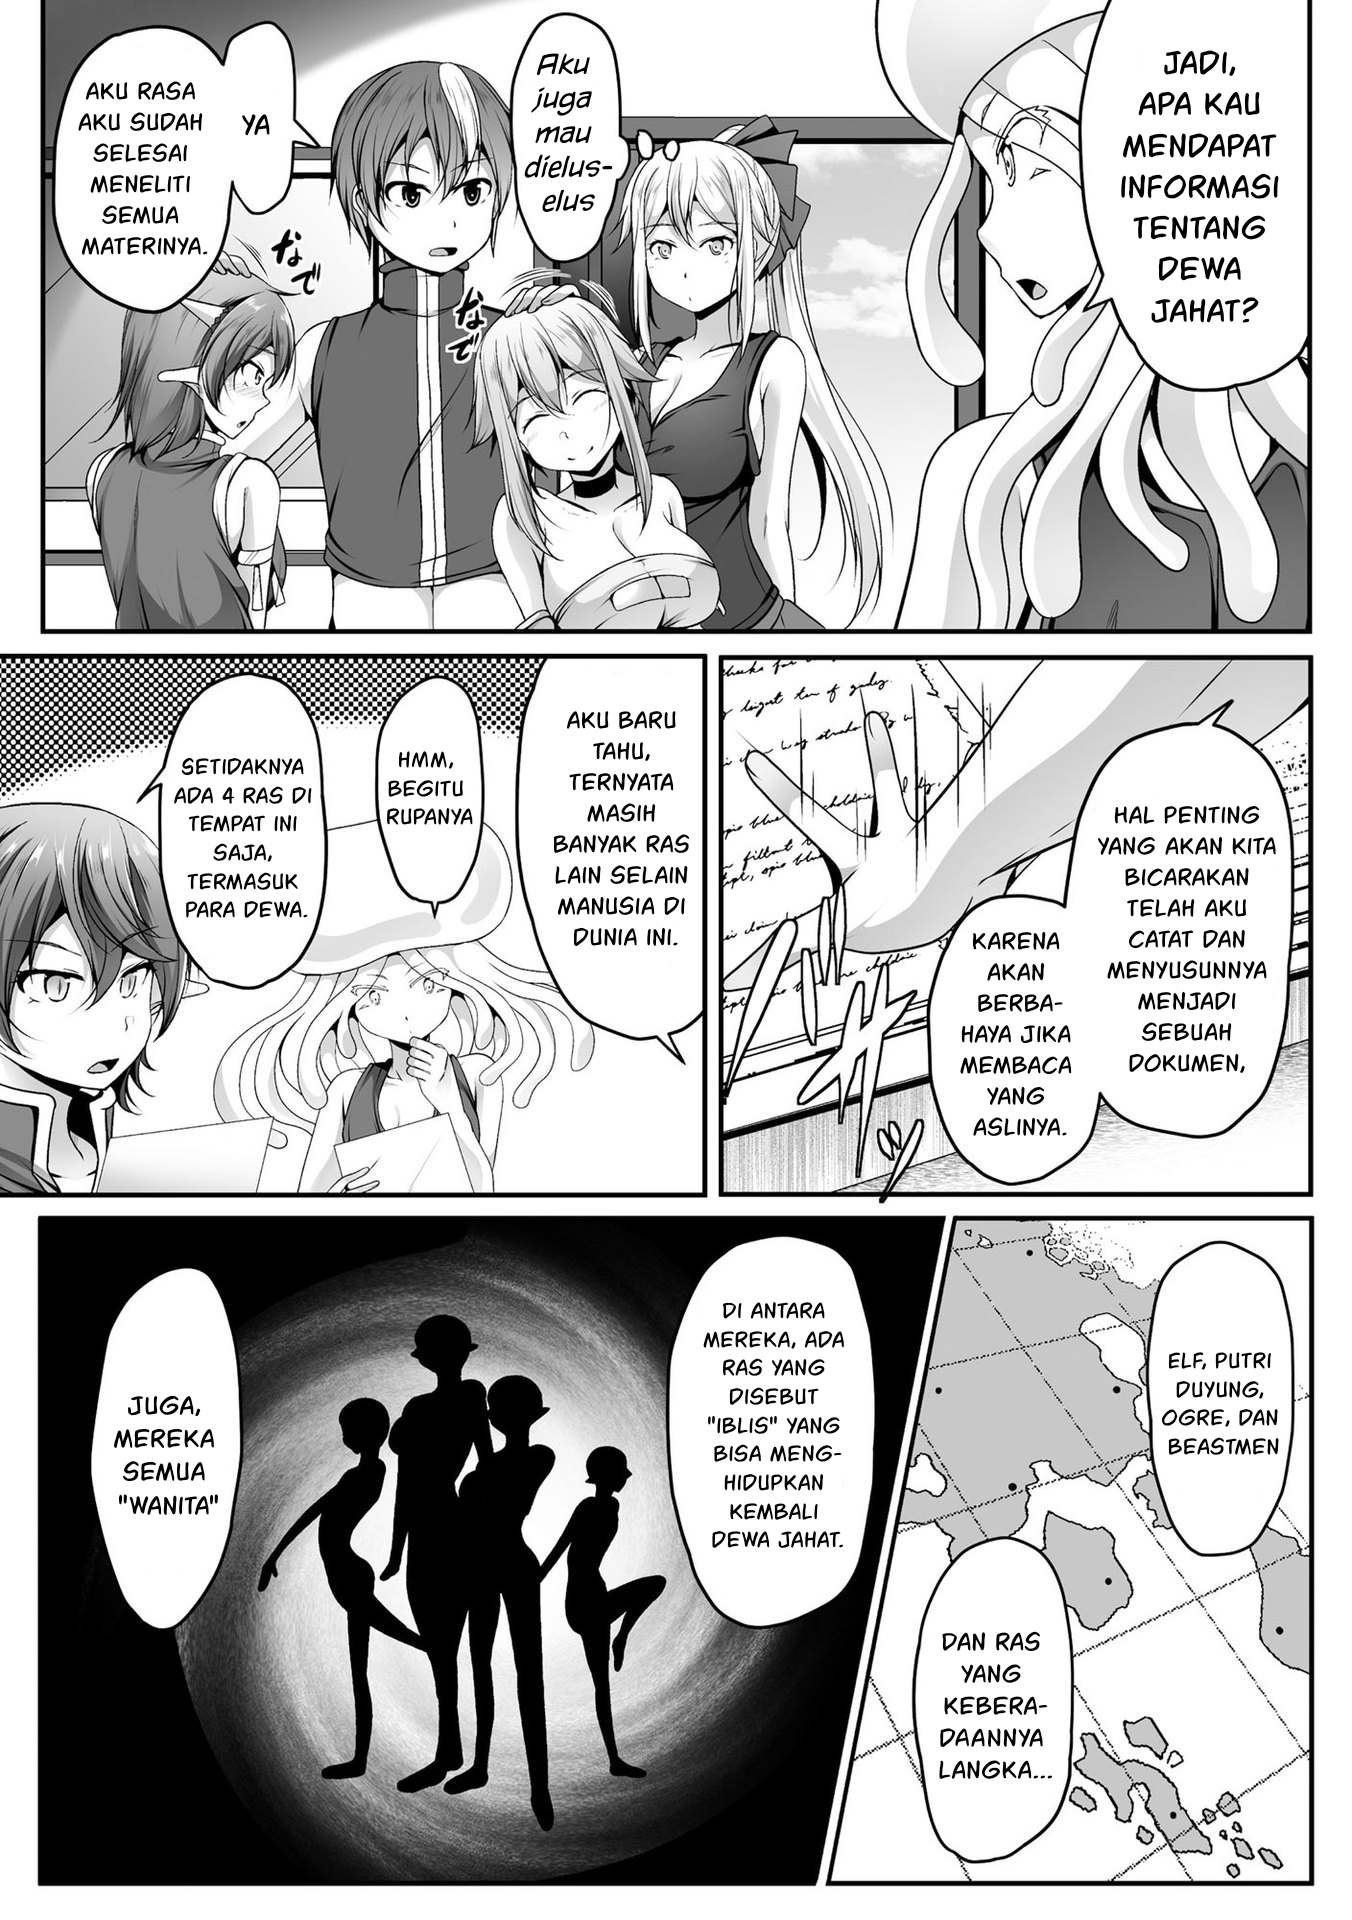 JADI,
APA KAU
MENDAPAT
INFORMASI
TENTANG
DEWA
JAHAT?
Aku
juga
mau
dielus-
elus
YA
AKU RASA
AKU SUDAH
SELESAI
MENELITI
SEMUA
MATERINYA.
なで
なで
HAL PENTING
YANG AKAN KITA
BICARAKAN
TELAH AKU
CATAT DAN
MENYUSUNNYA
MENJADI
SEBUAH
DOKUMEN,
KARENA
AKAN
BERBA-
HAYA JIKA
MEMBACA
YANG
ASLINYA.
AKU BARU
TAHU,
TERNYATA
MASIH
BANYAK RAS
LAIN SELAIN
MANUSIA DI
DUNIA INI.
HMM,
BEGITU
RUPANYA
SETIDAKNYA
ADA 4 RAS DI
TEMPAT INI
SAJA,
TERMASUK
PARA DEWA.
ELF, PUTRI
DUYUNG,
OGRE, DAN
BEASTMEN
DAN RAS
YANG
KEBERA-
DAANNYA
LANGKA...
DI ANTARA
MEREKA, ADA
RAS YANG
DISEBUT
"IBLIS" YANG
BISA MENG-
HIDUPKAN
KEMBALI
DEWA JAHAT.
JUGA,
MEREKA
SEMUA
"WANITA"